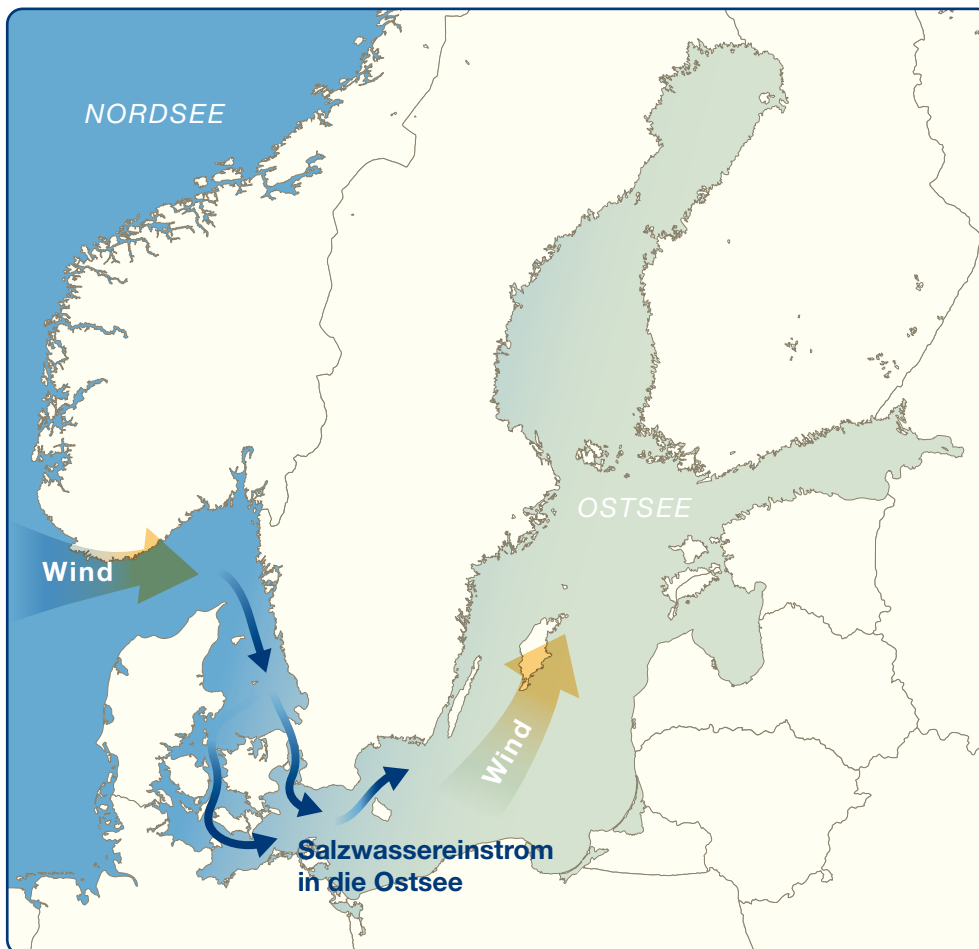 NORDSEE
OSTSEE
Wind
Wind
Salzwassereinstrom
in die Ostsee